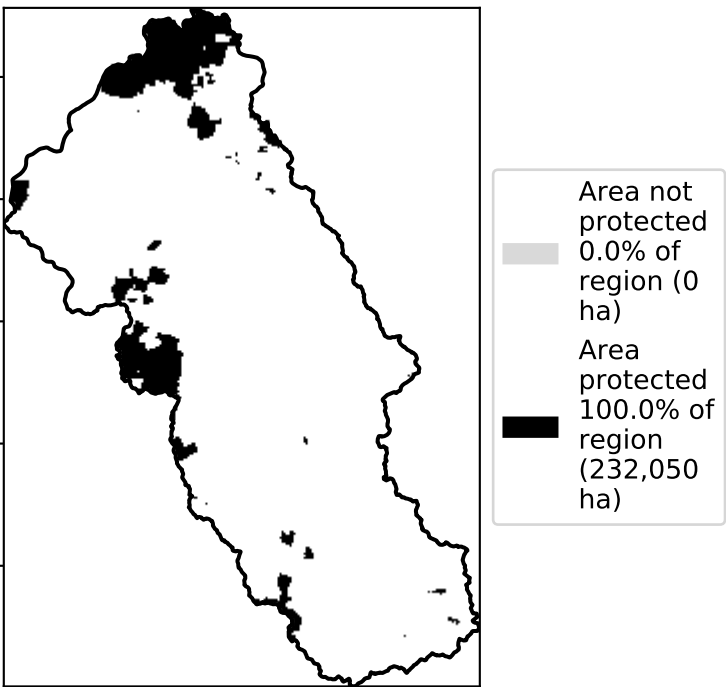 Area not
protected
0.0% of
region (0
ha)
Area
protected
100.0% of
region
(232,050
ha)